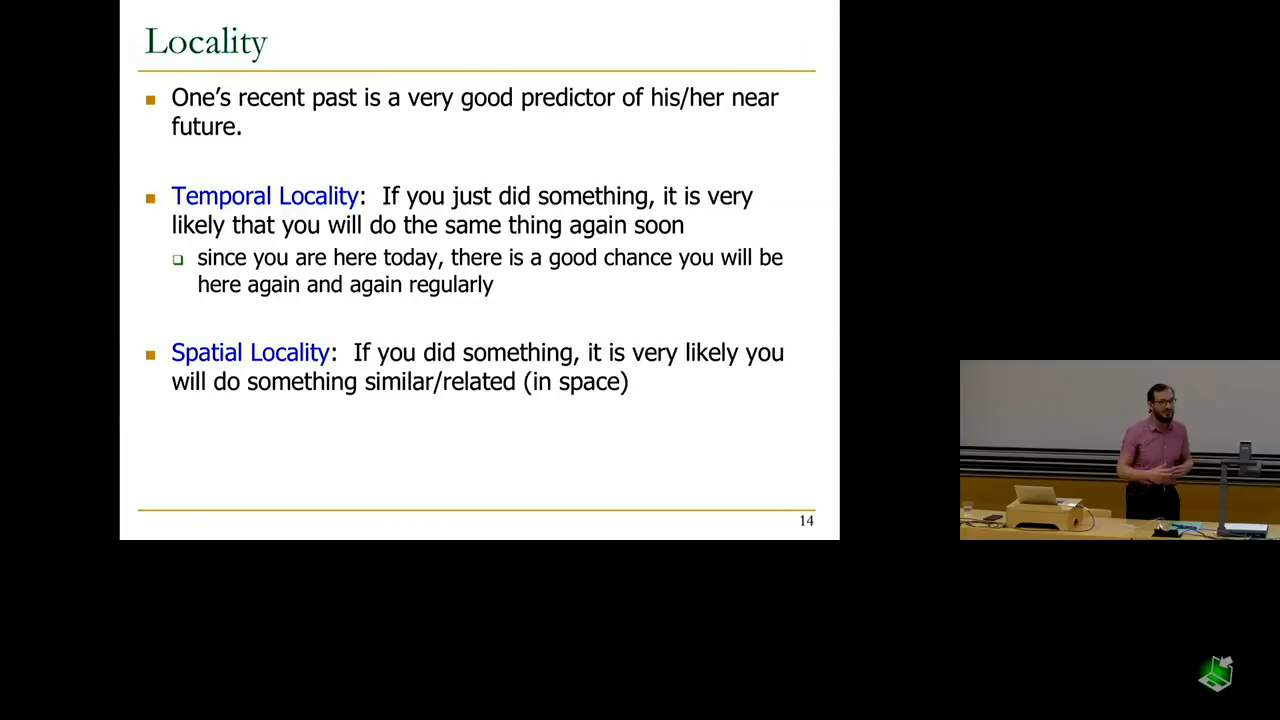 Locality
One’s recent past is a very good predictor of his/her near
future.
Temporal Locality: If you just did something, it is very
likely that you will do the same thing again soon
since you are here today, there is a good chance you will be
here again and again regularly
Spatial Locality: If you did something, it is very likely you
will do something similar/related (in space)
14